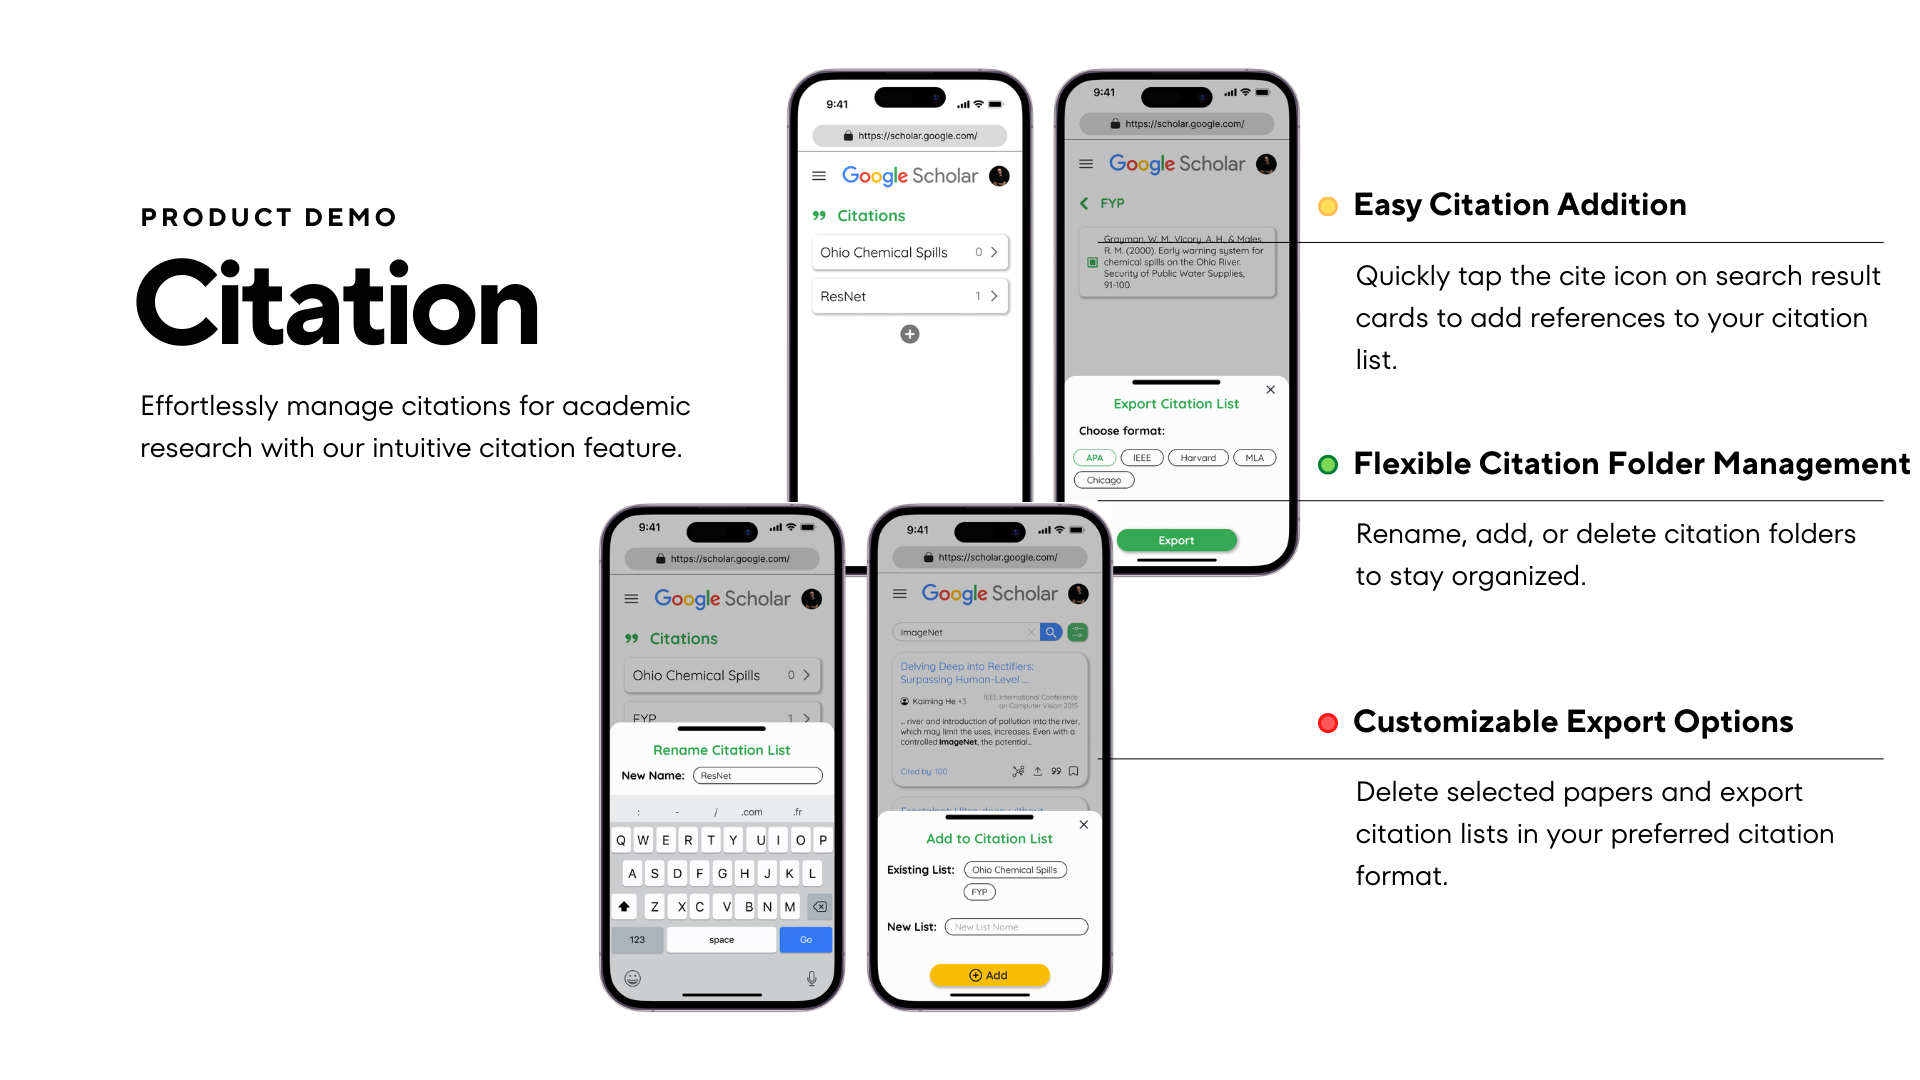 PRODUCT DEMO
Citation
Effortlessly manage citations for academic
research with our intuitive citation feature.
9:41
https://scholar.google.com/
Google Scholar
Citations
Ohio Chemical Spills 0
ResNet 1
9:41
https://scholar.google.com/
Google Scholar
FYP
Grayman, W. M., Vicory, A. H., & Males,
R. M. (2000). Early warning system for
chemical spills on the Ohio River.
Security of Public Water Supplies,
91-100.
Export Citation List
Choose format:
APA IEEE Harvard MLA
Chicago
Export
9:41
https://scholar.google.com/
Google Scholar
Citations
Ohio Chemical Spills 0
FYP 1
Rename Citation List
New Name: ResNet
: - / .com .fr
Q W E R T Y U I O P
A S D F G H J K L
Z X C V B N M
123 space Go
9:41
https://scholar.google.com/
Google Scholar
ImageNet
Delving Deep into Rectifiers:
Surpassing Human-Level ...
Kaiming He +3
IEEE International Conference
on Computer Vision 2015
... river and introduction of pollution into the river,
which may limit the uses, increases. Even with a
controlled ImageNet, the potential...
Cited by: 100
Fractalnet: Ultra-deep without
Add to Citation List
Existing List: Ohio Chemical Spills
FYP
New List: New List Name
Add
Easy Citation Addition
Quickly tap the cite icon on search result
cards to add references to your citation
list.
Flexible Citation Folder Management
Rename, add, or delete citation folders
to stay organized.
Customizable Export Options
Delete selected papers and export
citation lists in your preferred citation
format.